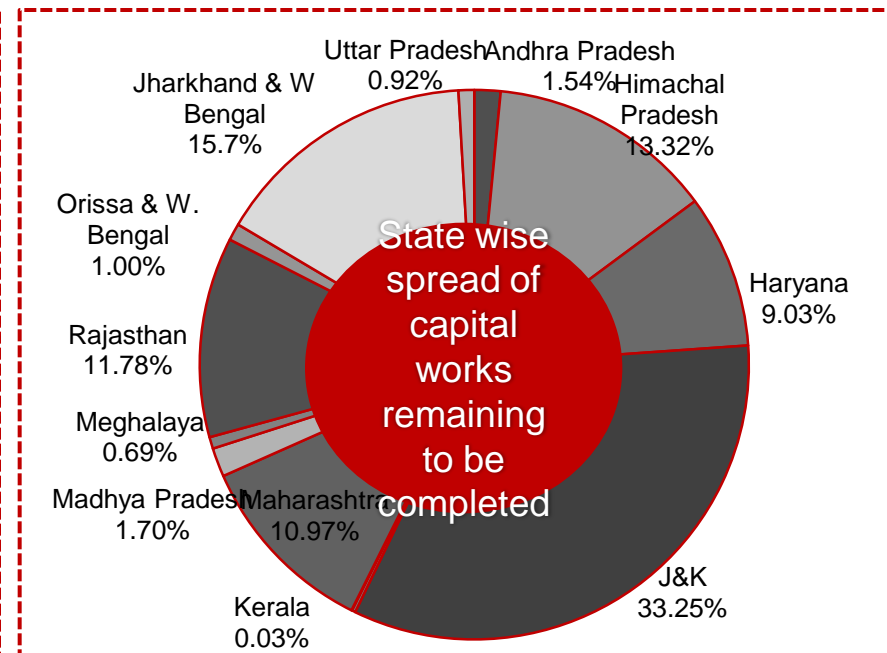 Uttar Pradesh
0.92%
Andhra Pradesh
1.54%
Himachal
Pradesh
13.32%
Haryana
9.03%
J&K
33.25%
Kerala
0.03%
Maharashtra
10.97%
Madhya Pradesh
1.70%
Meghalaya
0.69%
Rajasthan
11.78%
Orissa & W.
Bengal
1.00%
Jharkhand & W
Bengal
15.7%
State wise
spread of
capital
works
remaining
to be
completed